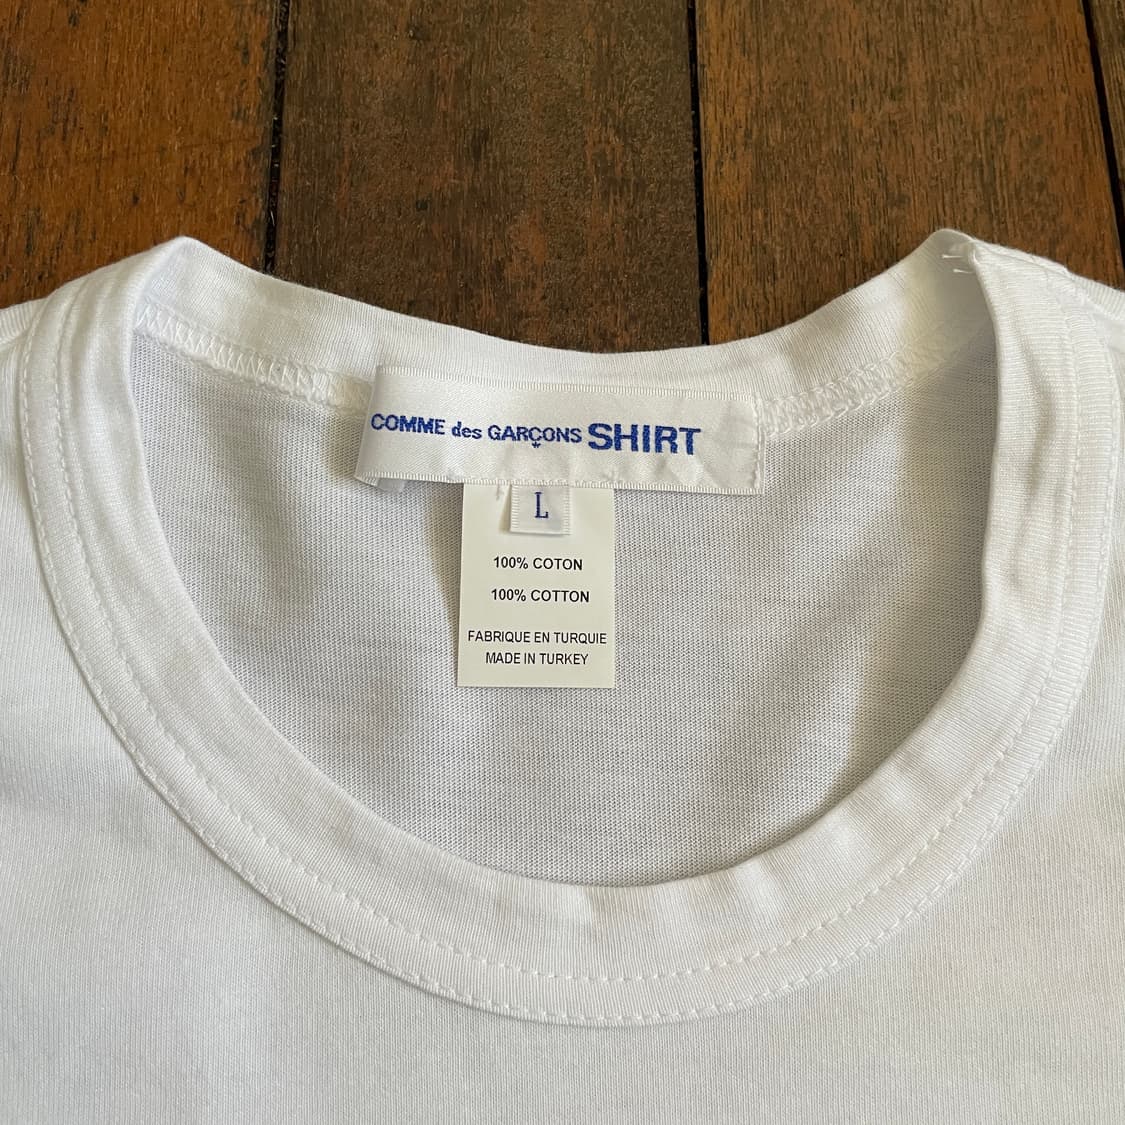 COMME des GARÇONS SHIRT
L
100% COTON
100% COTTON
FABRIQUE EN TURQUIE
MADE IN TURKEY